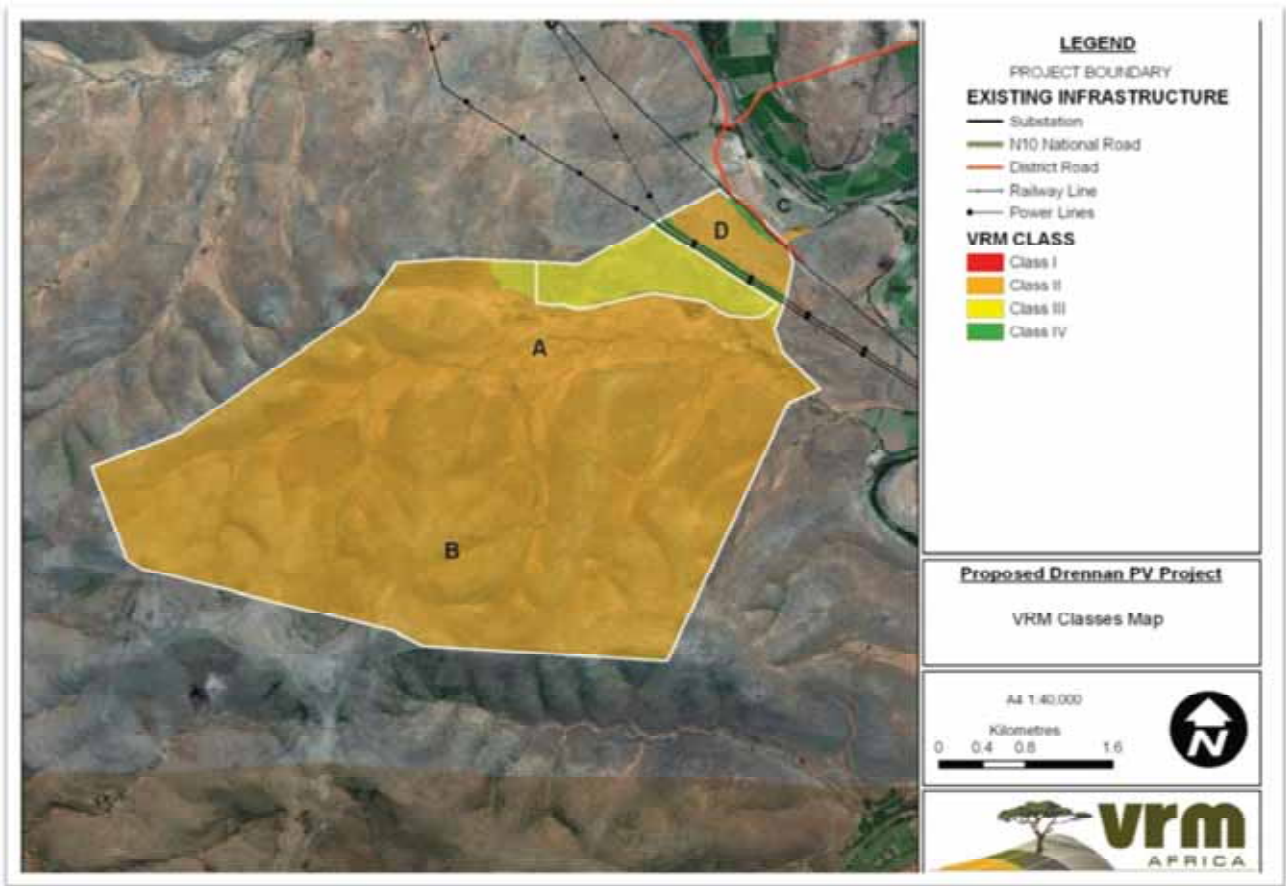 LEGEND
PROJECT BOUNDARY
EXISTING INFRASTRUCTURE
Substation
N10 National Road
District Road
Railway Line
Power Lines
VRM CLASS
Class I
Class II
Class III
Class IV
C
D
A
B
Proposed Drennan PV Project
VRM Classes Map
A4 1:40,000
Kilometres
0 0.4 0.8 1.6
N
vrm
AFRICA